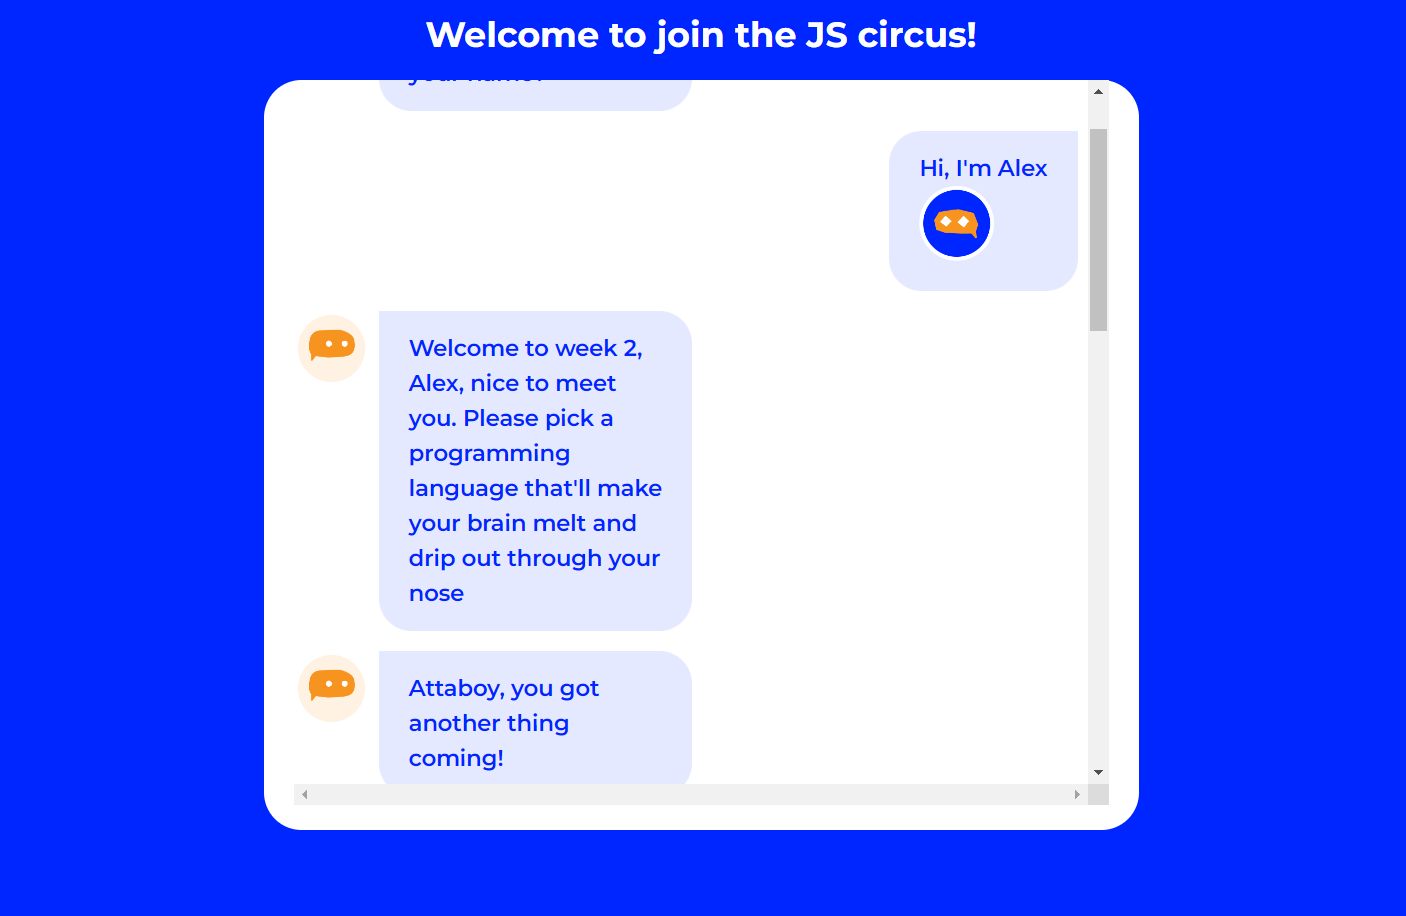 Welcome to join the JS circus!
your name?
Hi, I'm Alex
Welcome to week 2,
Alex, nice to meet
you. Please pick a
programming
language that'll make
your brain melt and
drip out through your
nose
Attaboy, you got
another thing
coming!